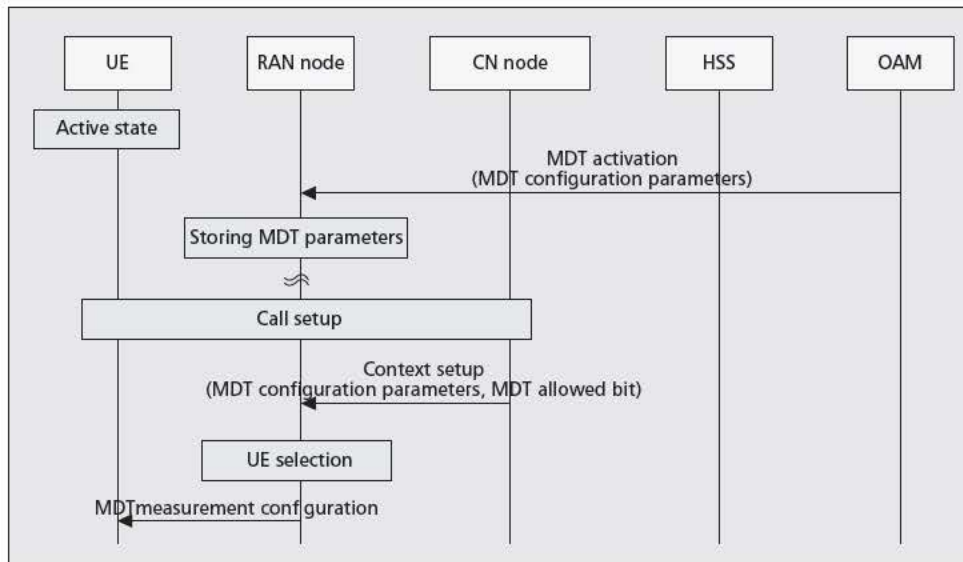 UE
RAN node
CN node
HSS
OAM
Active state
MDT activation
(MDT configuration parameters)
Storing MDT parameters
Call setup
Context setup
(MDT configuration parameters, MDT allowed bit)
UE selection
MDTmeasurement configuration